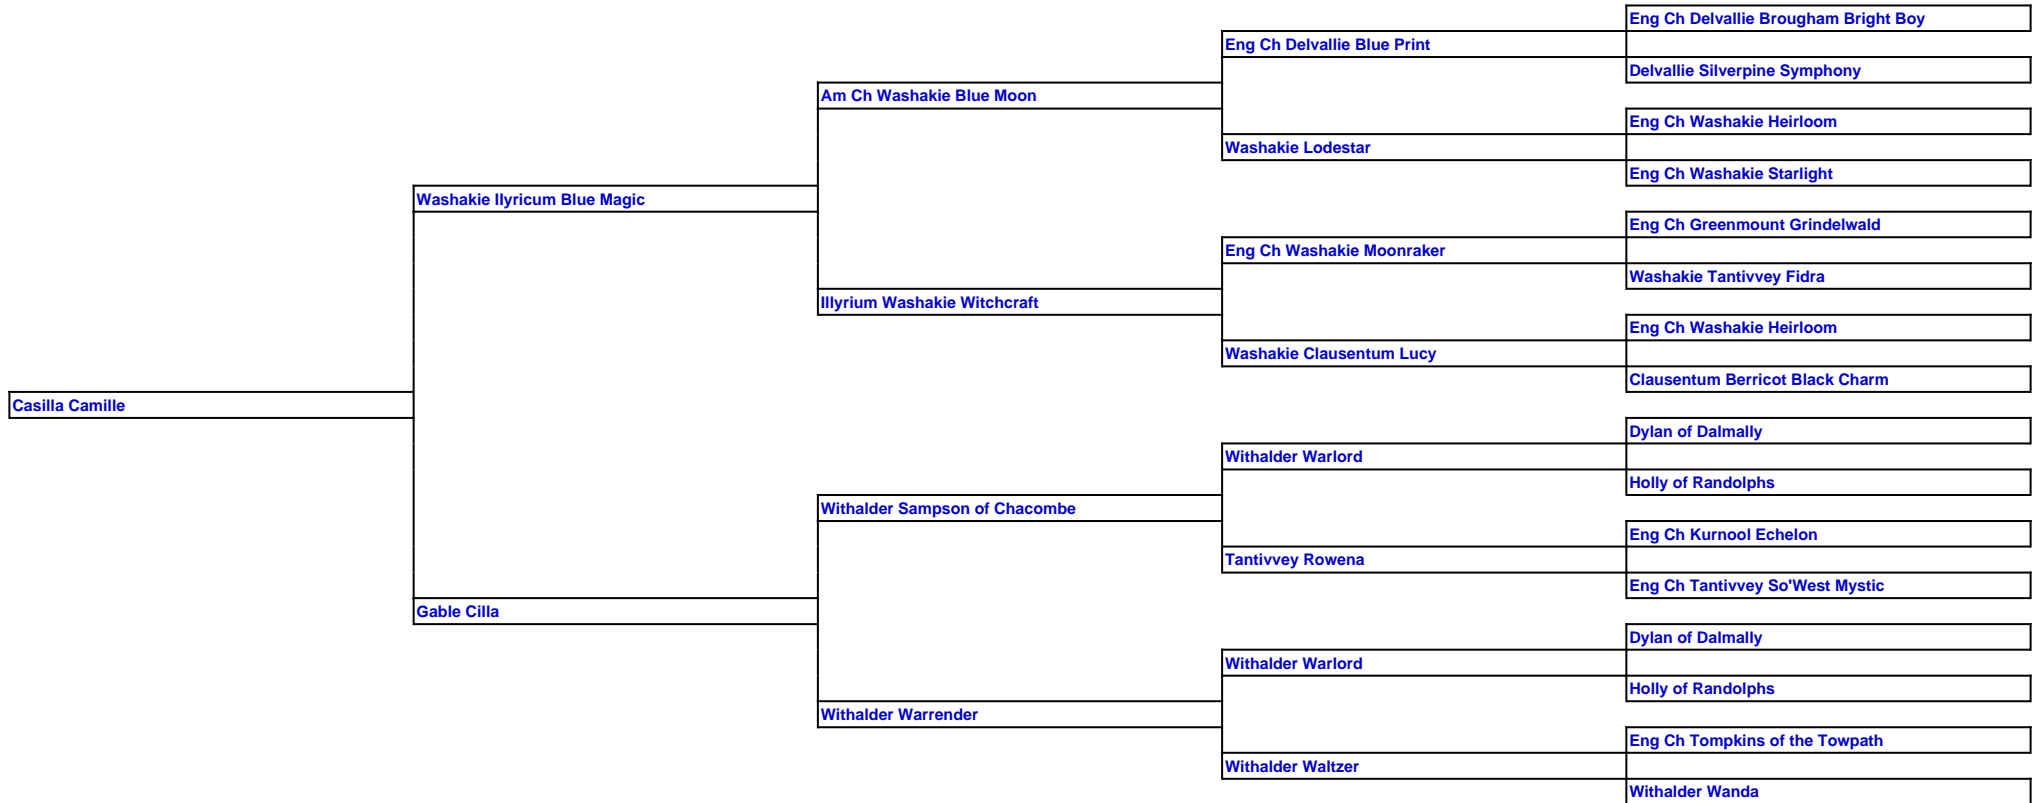 Eng Ch Delvallie Brougham Bright Boy
Eng Ch Delvallie Blue Print
Delvallie Silverpine Symphony
Am Ch Washakie Blue Moon
Eng Ch Washakie Heirloom
Washakie Lodestar
Eng Ch Washakie Starlight
Washakie Ilyricum Blue Magic
Eng Ch Greenmount Grindelwald
Eng Ch Washakie Moonraker
Washakie Tantivvey Fidra
Illyrium Washakie Witchcraft
Eng Ch Washakie Heirloom
Washakie Clausentum Lucy
Clausentum Berricot Black Charm
Casilla Camille
Dylan of Dalmally
Withalder Warlord
Holly of Randolphs
Withalder Sampson of Chacombe
Eng Ch Kurnool Echelon
Tantivvey Rowena
Eng Ch Tantivvey So'West Mystic
Gable Cilla
Dylan of Dalmally
Withalder Warlord
Holly of Randolphs
Withalder Warrender
Eng Ch Tompkins of the Towpath
Withalder Waltzer
Withalder Wanda